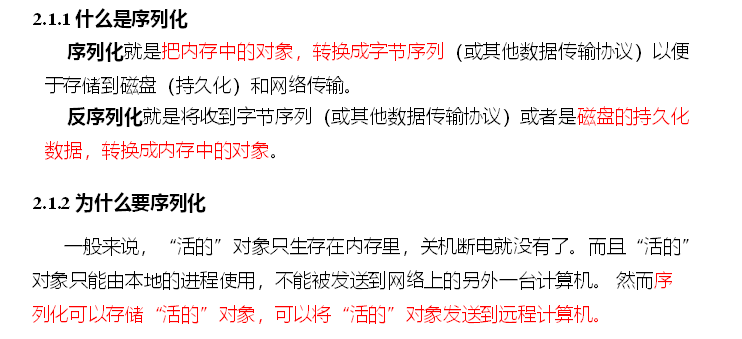 2.1.1 什么是序列化
序列化就是把内存中的对象，转换成字节序列（或其他数据传输协议）以便
于存储到磁盘（持久化）和网络传输。
反序列化就是将收到字节序列（或其他数据传输协议）或者是磁盘的持久化
数据，转换成内存中的对象。
2.1.2 为什么要序列化
一般来说，“活的”对象只生存在内存里，关机断电就没有了。而且“活的”
对象只能由本地的进程使用，不能被发送到网络上的另外一台计算机。 然而序
列化可以存储“活的”对象，可以将“活的”对象发送到远程计算机。